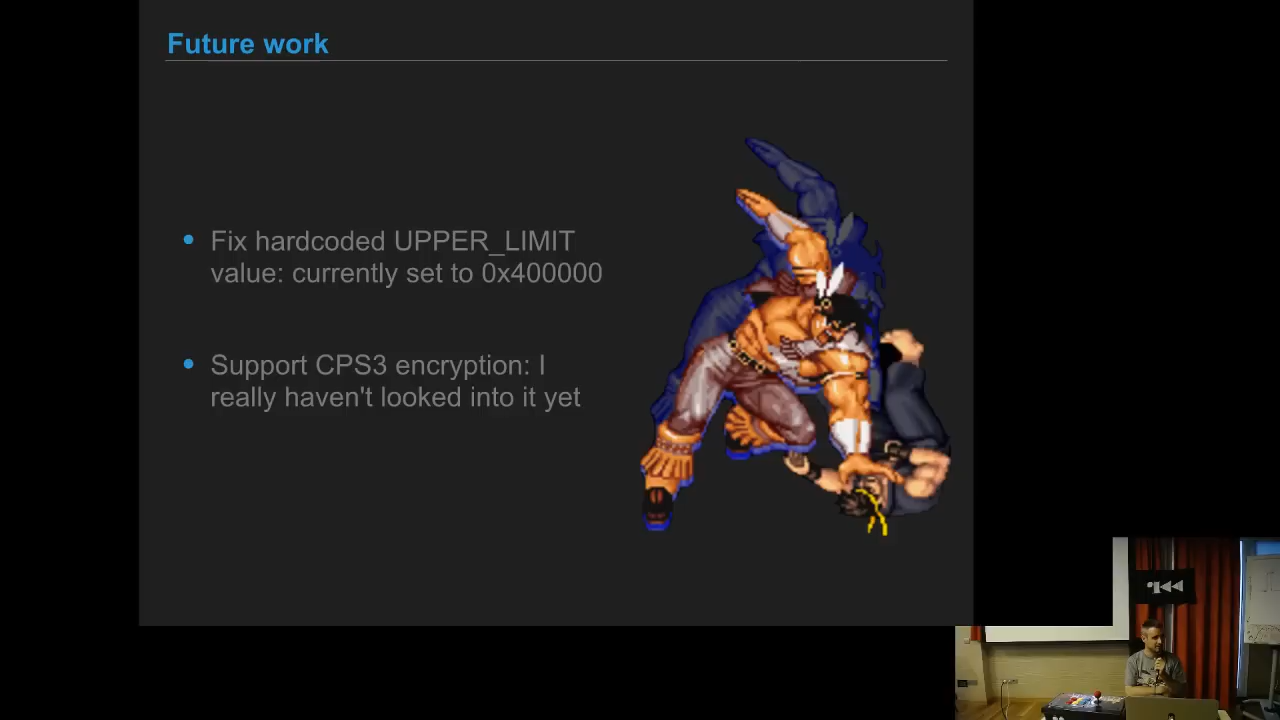 Future work
Fix hardcoded UPPER_LIMIT
value: currently set to 0x400000
Support CPS3 encryption: I
really haven't looked into it yet